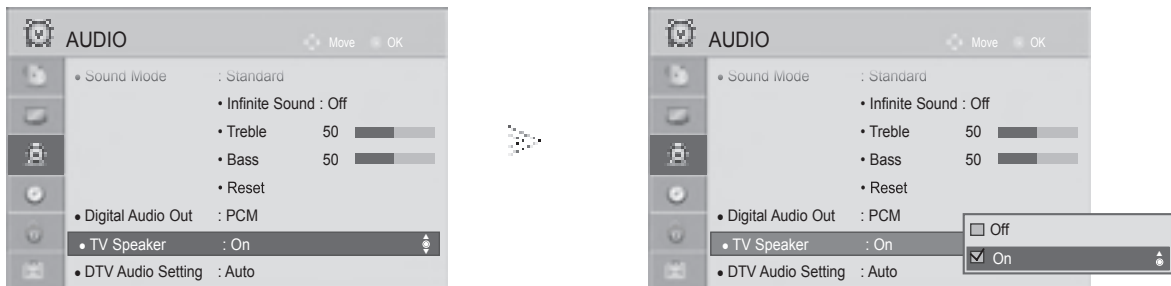 AUDIO
Move OK
• Sound Mode : Standard
• Infinite Sound : Off
• Treble 50
• Bass 50
• Reset
• Digital Audio Out : PCM
• TV Speaker : On
• DTV Audio Setting : Auto
AUDIO
Move OK
• Sound Mode : Standard
• Infinite Sound : Off
• Treble 50
• Bass 50
• Reset
• Digital Audio Out : PCM
• TV Speaker : On
• DTV Audio Setting : Auto
Off
On